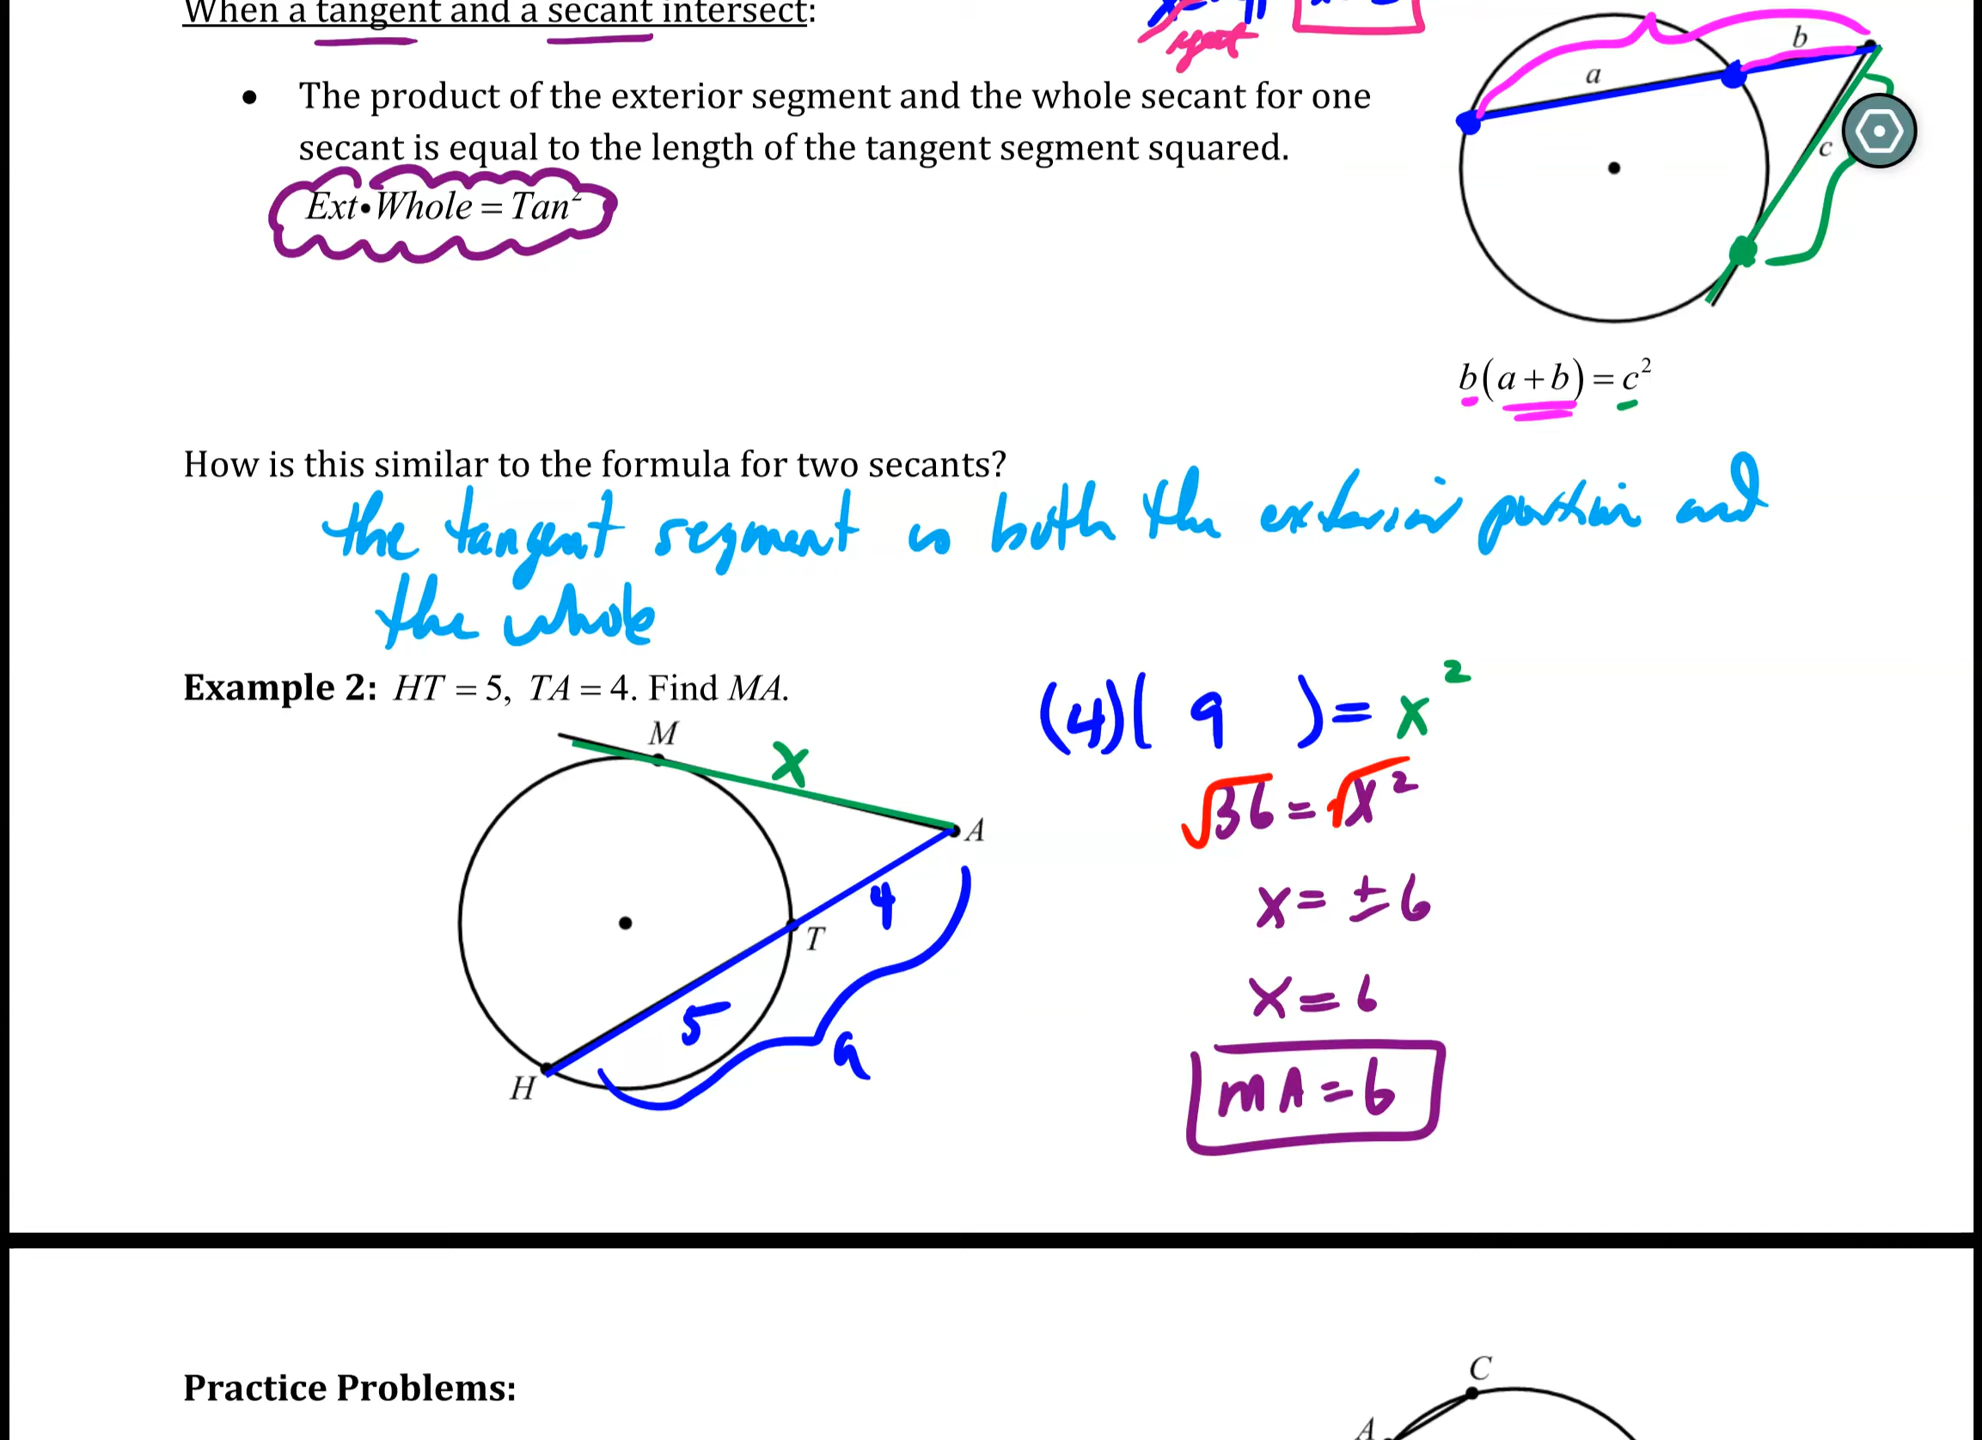 When a tangent and a secant intersect:
• The product of the exterior segment and the whole secant for one
secant is equal to the length of the tangent segment squared.
Ext•Whole = Tan²
a
b
c
b(a+b) = c²
How is this similar to the formula for two secants?
the tangent segment is both the exterior portion and
the whole
Example 2: HT = 5, TA = 4. Find MA.
M
x
A
4
T
5
9
H
(4)( 9 ) = x²
√36 = √x²
x = ±6
x = 6
MA = 6
Practice Problems:
C
A